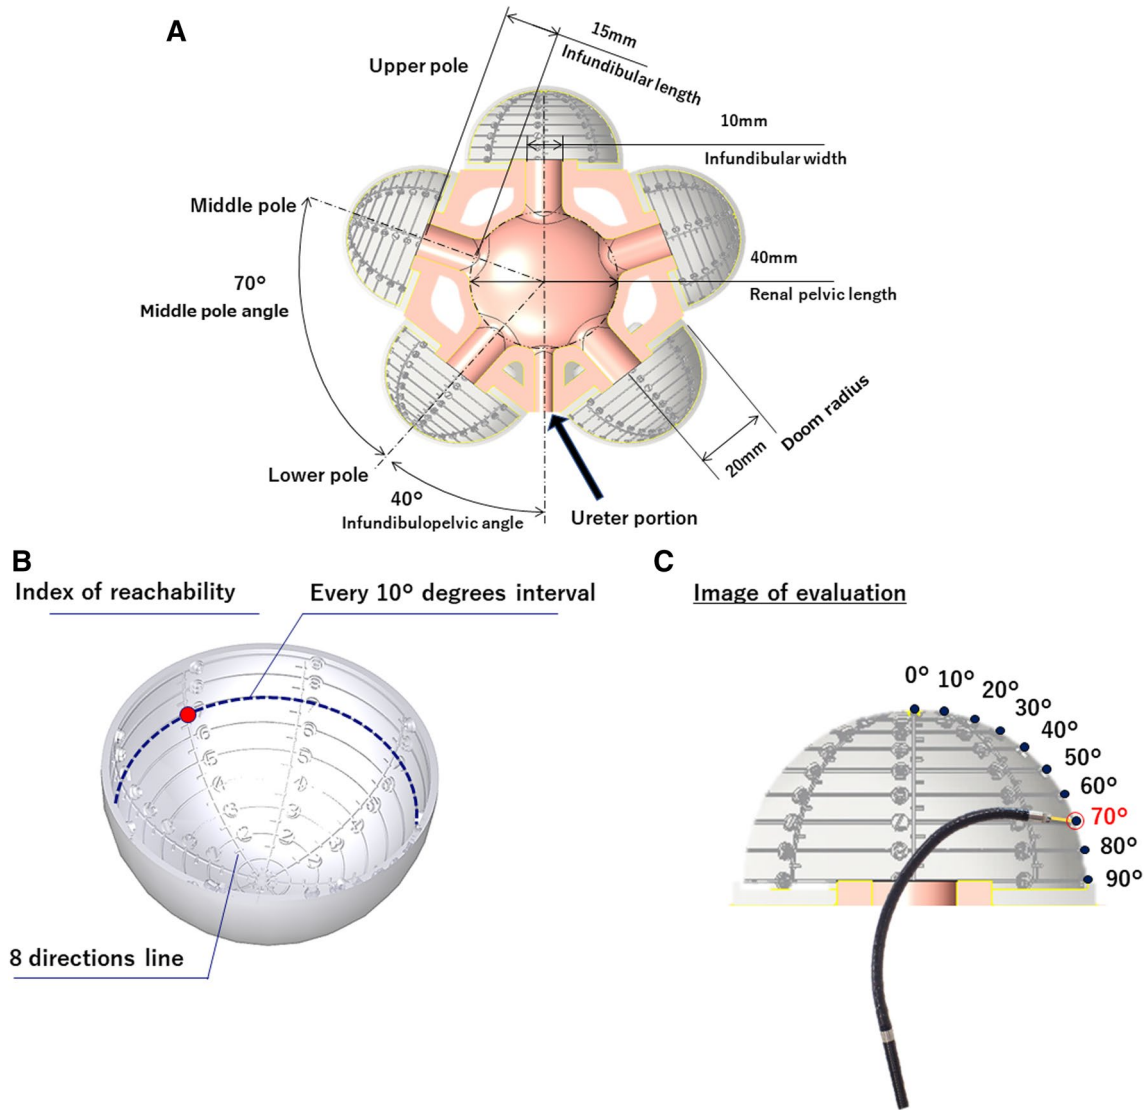 A
15mm
Infundibular length
Upper pole
10mm
Infundibular width
Middle pole
40mm
Renal pelvic length
70°
Middle pole angle
Doom radius
20mm
Lower pole
40°
Infundibulopelvic angle
Ureter portion
B
Index of reachability
Every 10° degrees interval
8 directions line
C
Image of evaluation
0°
10°
20°
30°
40°
50°
60°
70°
80°
90°